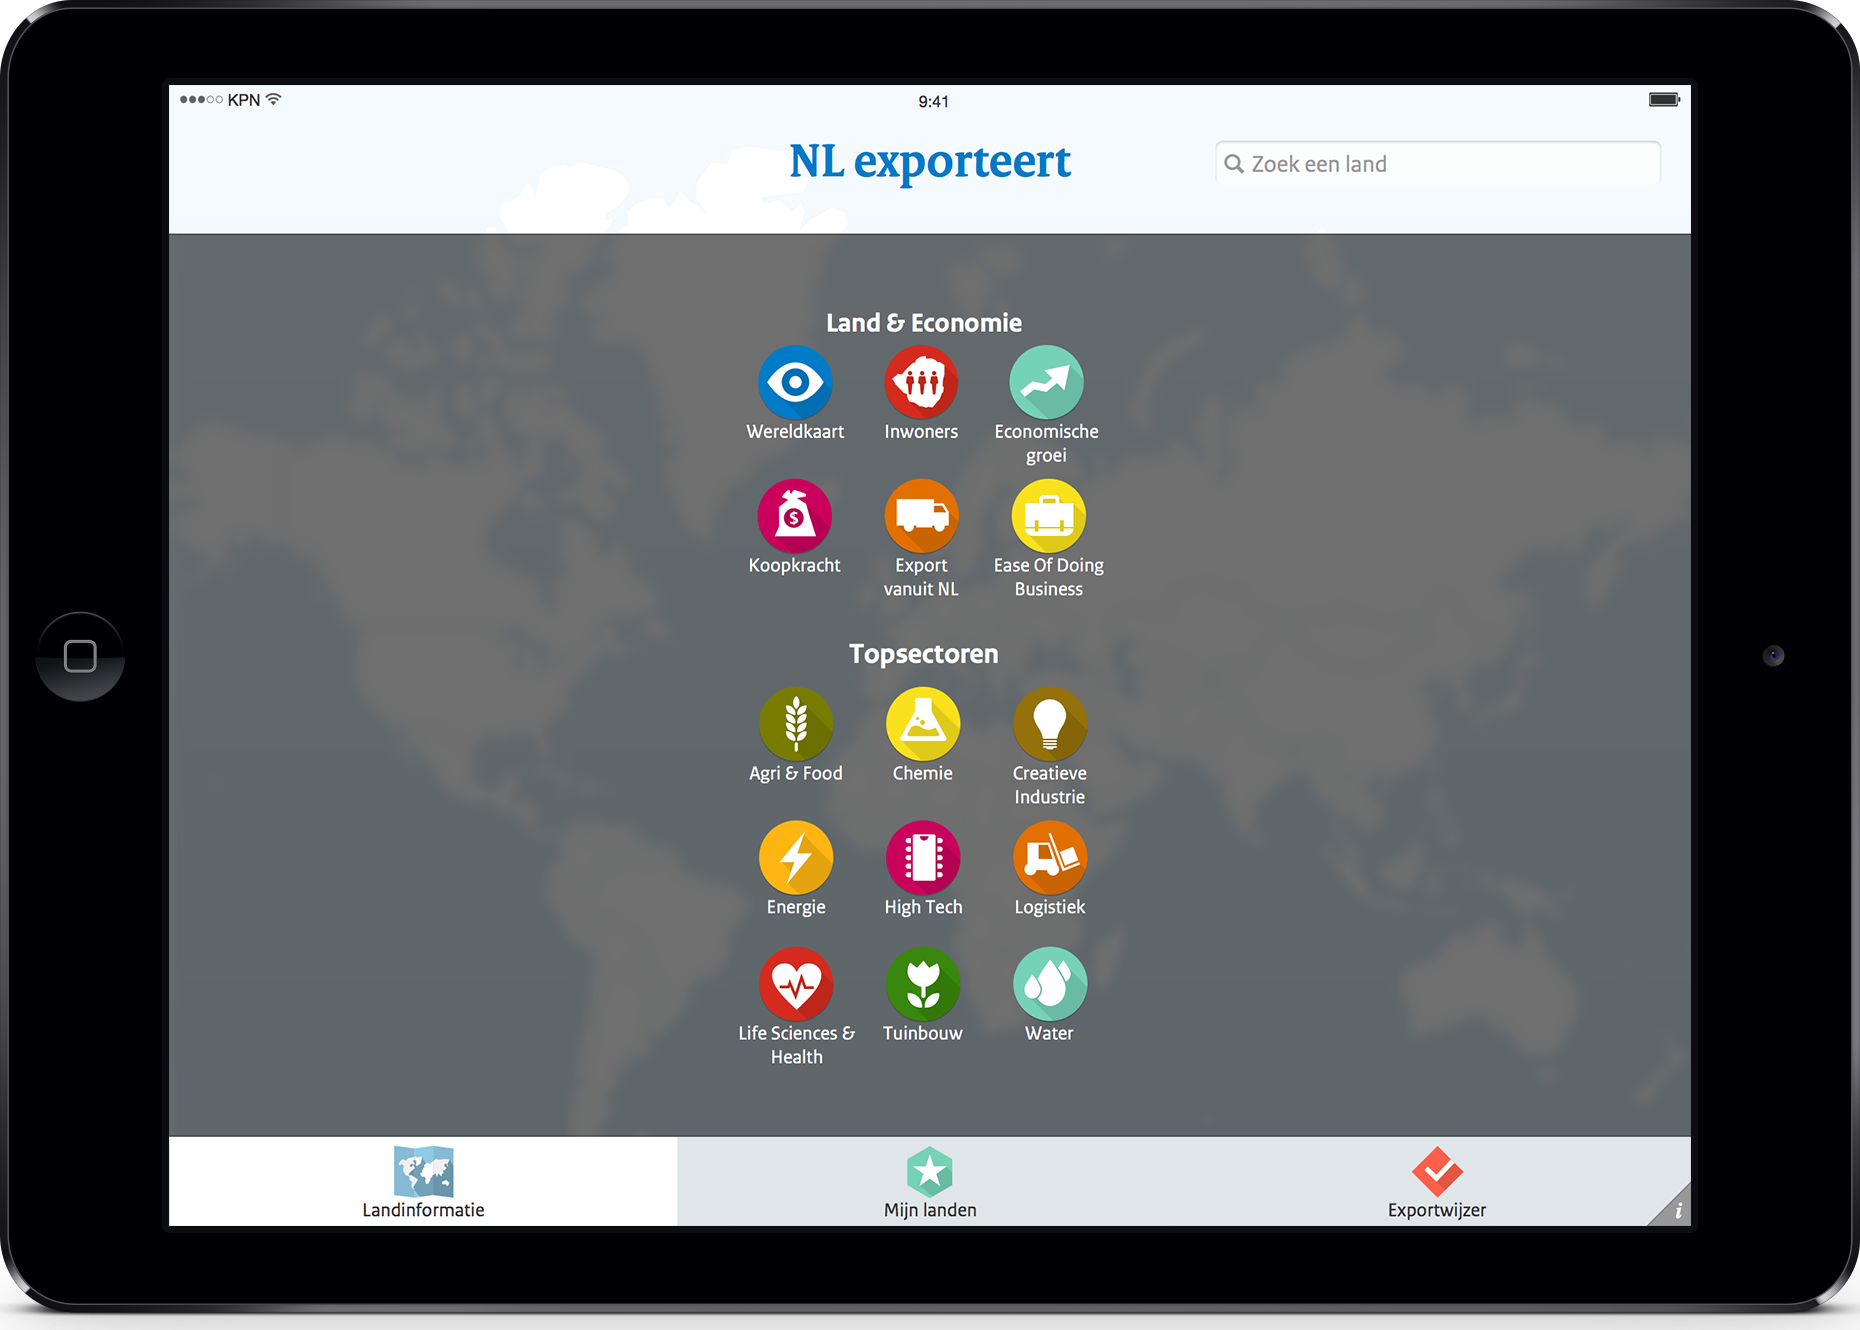 KPN
9:41
NL exporteert
Zoek een land
Land & Economie
Wereldkaart
Inwoners
Economische
groei
$
Koopkracht
Export
vanuit NL
Ease Of Doing
Business
Topsectoren
Agri & Food
Chemie
Creatieve
Industrie
Energie
High Tech
Logistiek
Life Sciences &
Health
Tuinbouw
Water
Landinformatie
Mijn landen
Exportwijzer
i